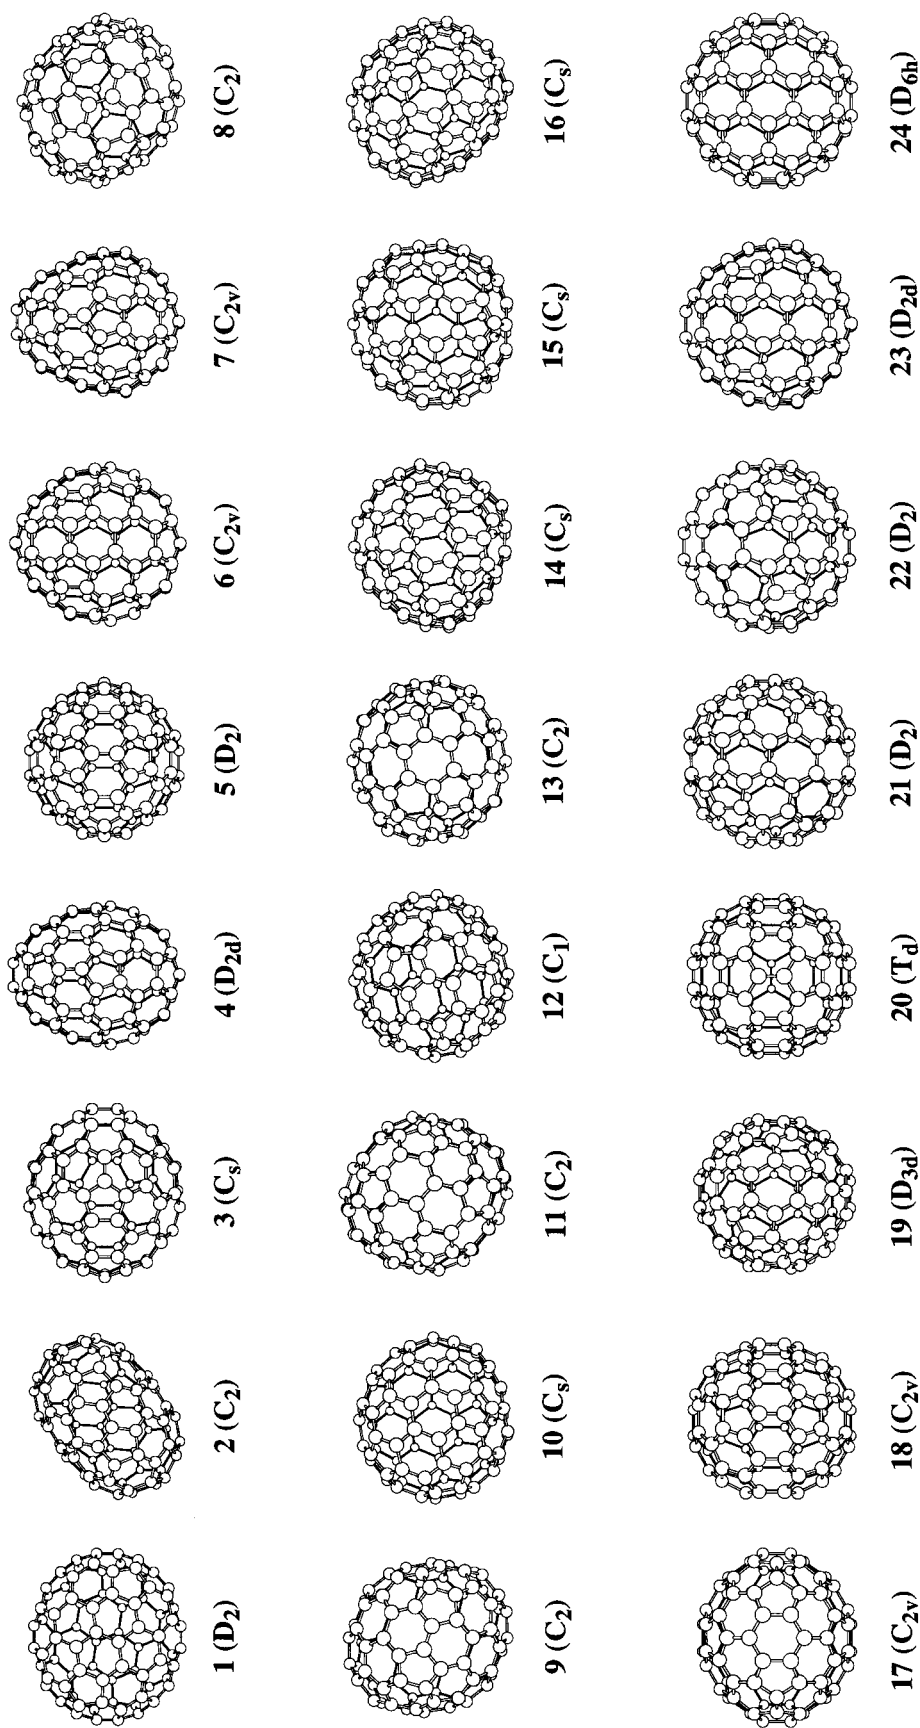 1 (D2) 2 (C2) 3 (Cs) 4 (D2d) 5 (D2) 6 (C2v) 7 (C2v) 8 (C2)
9 (C2) 10 (Cs) 11 (C2) 12 (C1) 13 (C2) 14 (Cs) 15 (Cs) 16 (Cs)
17 (C2v) 18 (C2v) 19 (D3d) 20 (Td) 21 (D2) 22 (D2) 23 (D2d) 24 (D6h)